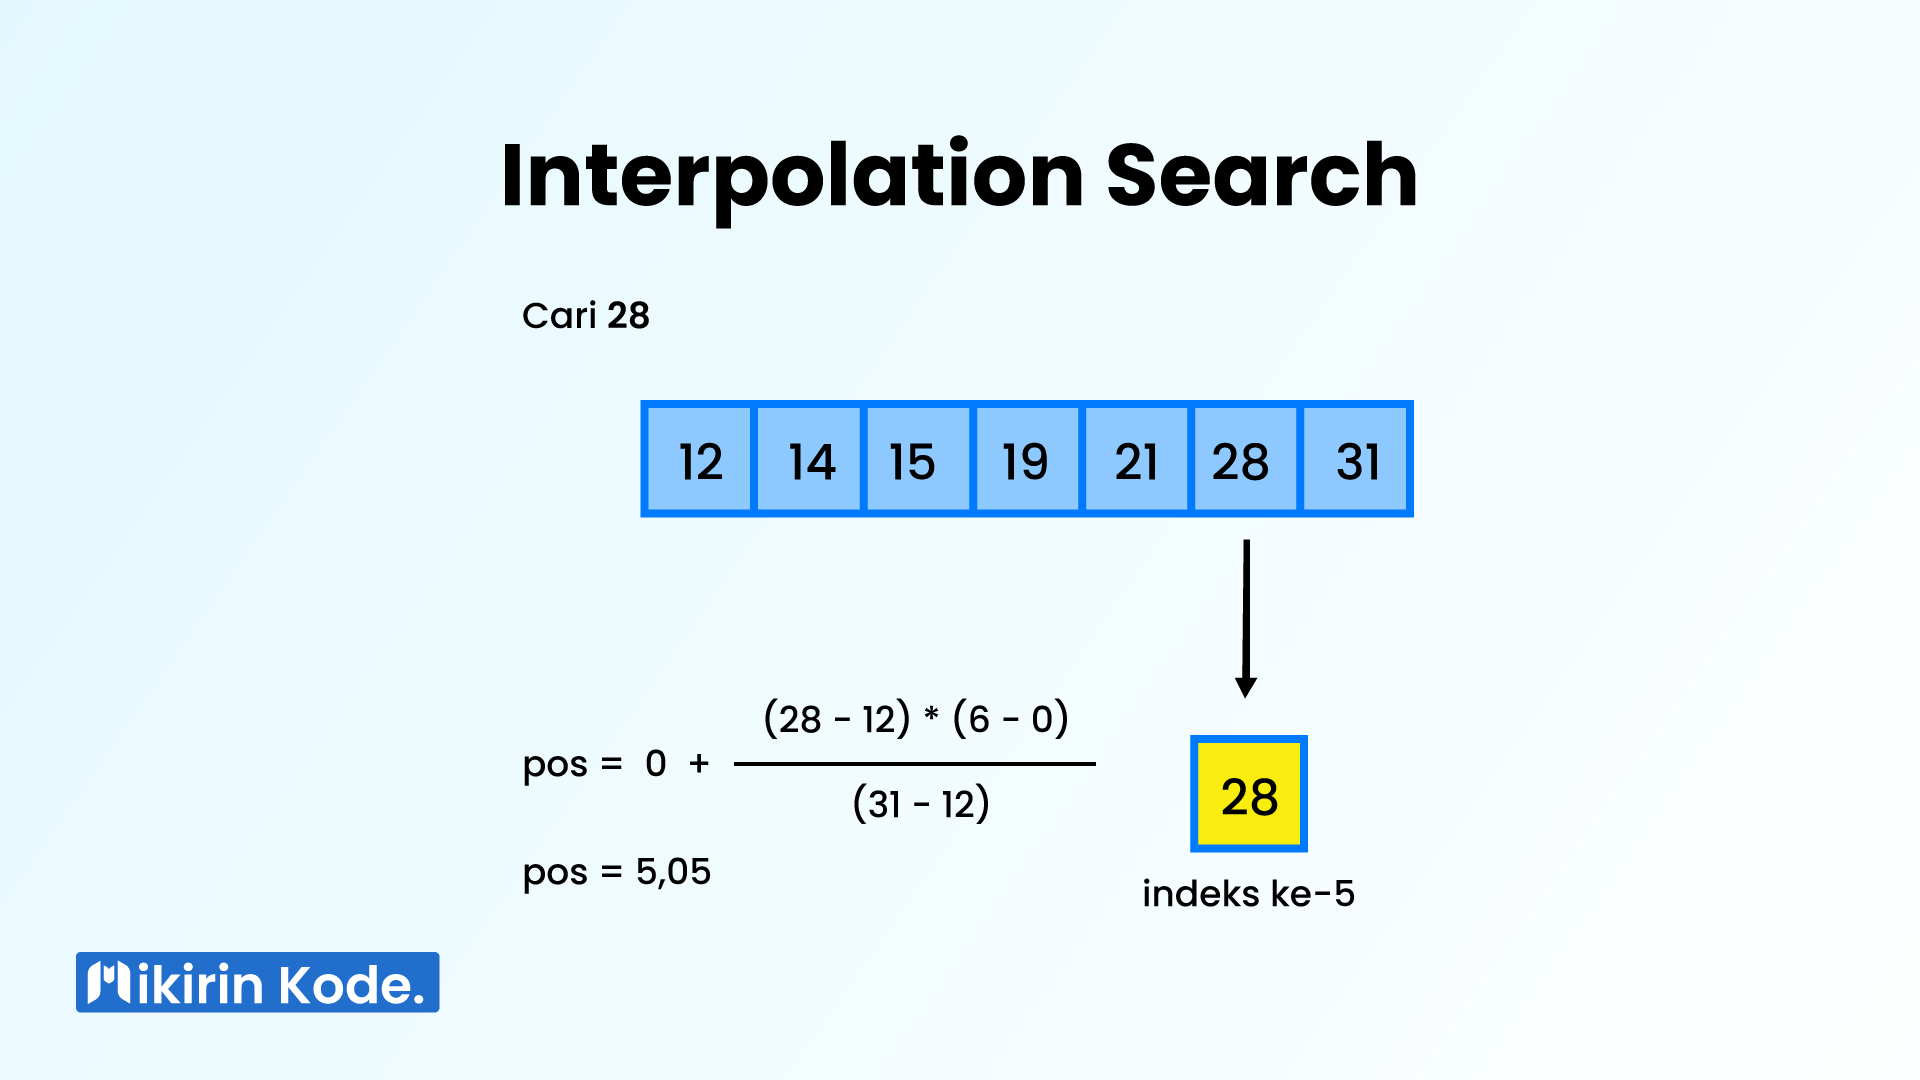 Interpolation Search
Cari 28
12 14 15 19 21 28 31
(28 - 12) * (6 - 0)
pos = 0 +
(31 - 12)
28
pos = 5,05
indeks ke-5
Mikirin Kode.